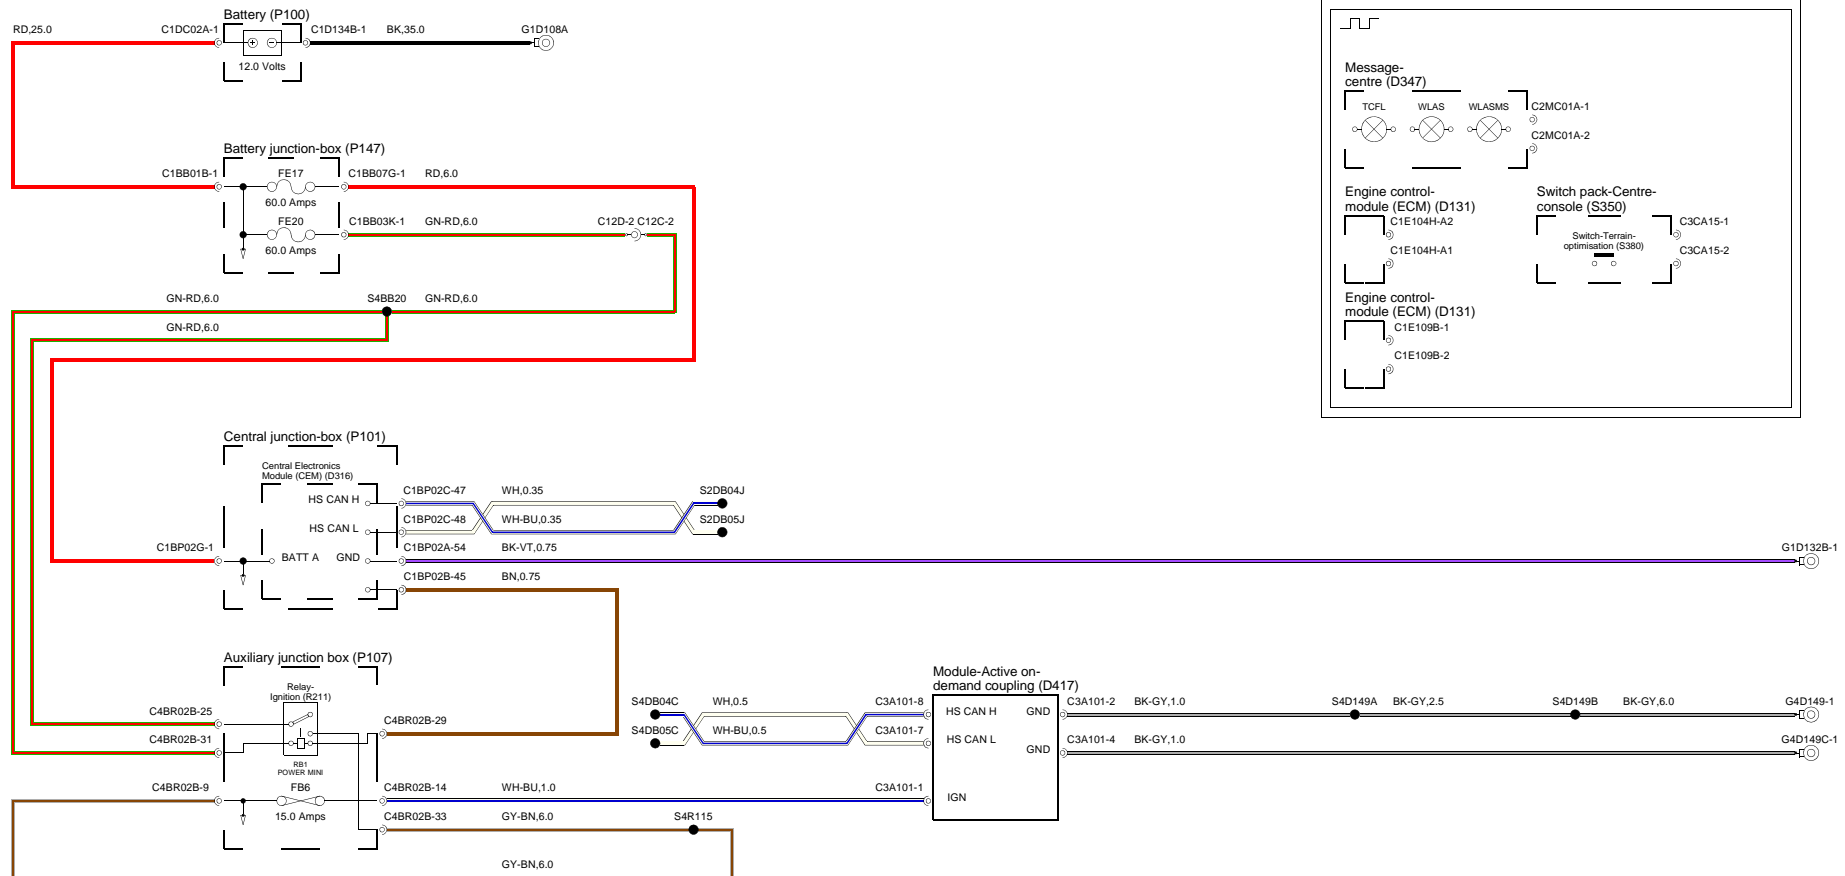 Battery (P100)
RD,25.0
C1DC02A-1
C1D134B-1
BK,35.0
G1D108A
12.0 Volts
Battery junction-box (P147)
C1BB01B-1
FE17
C1BB07G-1
RD,6.0
60.0 Amps
FE20
C1BB03K-1
GN-RD,6.0
C12D-2
C12C-2
60.0 Amps
GN-RD,6.0
S4BB20
GN-RD,6.0
GN-RD,6.0
Message-
centre (D347)
TCFL
WLAS
WLASMS
C2MC01A-1
C2MC01A-2
Engine control-
module (ECM) (D131)
C1E104H-A2
C1E104H-A1
Switch pack-Centre-
console (S350)
Switch-Terrain-
optimisation (S380)
C3CA15-1
C3CA15-2
Engine control-
module (ECM) (D131)
C1E109B-1
C1E109B-2
Central junction-box (P101)
Central Electronics
Module (CEM) (D316)
HS CAN H
C1BP02C-47
WH,0.35
S2DB04J
HS CAN L
C1BP02C-48
WH-BU,0.35
S2DB05J
C1BP02G-1
BATT A
GND
C1BP02A-54
BK-VT,0.75
G1D132B-1
C1BP02B-45
BN,0.75
Auxiliary junction box (P107)
Relay-
Ignition (R211)
C4BR02B-25
C4BR02B-29
C4BR02B-31
RB1
POWER MINI
C4BR02B-9
FB6
C4BR02B-14
WH-BU,1.0
C3A101-1
IGN
15.0 Amps
C4BR02B-33
GY-BN,6.0
S4R115
GY-BN,6.0
Module-Active on-
demand coupling (D417)
S4DB04C
WH,0.5
C3A101-8
HS CAN H
GND
C3A101-2
BK-GY,1.0
S4D149A
BK-GY,2.5
S4D149B
BK-GY,6.0
G4D149-1
S4DB05C
WH-BU,0.5
C3A101-7
HS CAN L
GND
C3A101-4
BK-GY,1.0
G4D149C-1